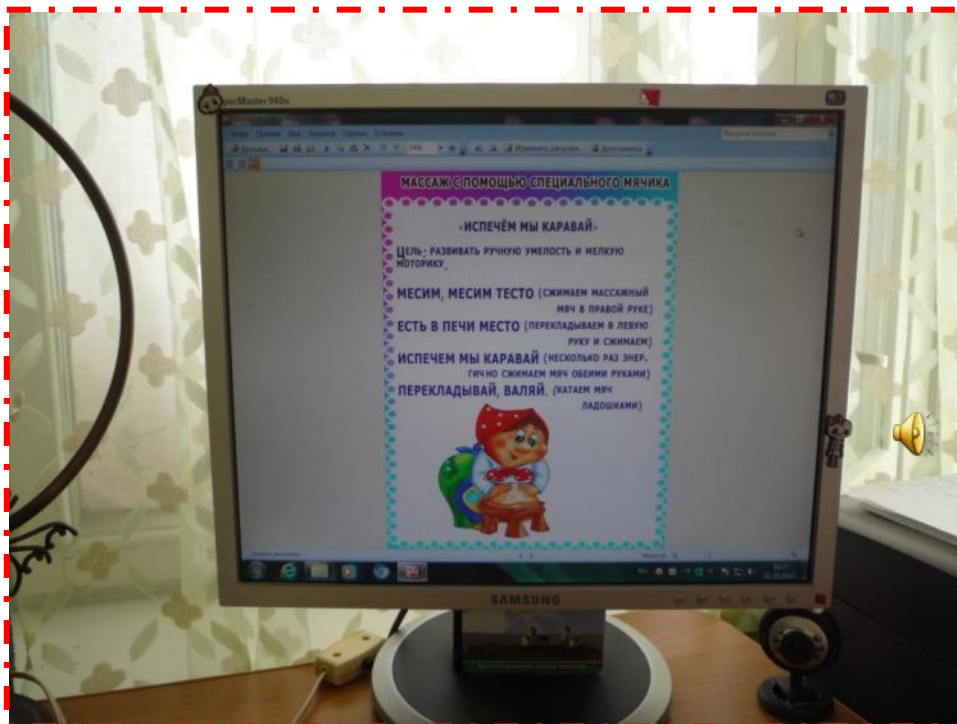 SyncMaster 940n
МАССАЖ С ПОМОЩЬЮ СПЕЦИАЛЬНОГО МЯЧИКА
«ИСПЕЧЁМ МЫ КАРАВАЙ»
ЦЕЛЬ: РАЗВИВАТЬ РУЧНУЮ УМЕЛОСТЬ И МЕЛКУЮ
МОТОРИКУ.
МЕСИМ, МЕСИМ ТЕСТО (СЖИМАЕМ МАССАЖНЫЙ
МЯЧ В ПРАВОЙ РУКЕ)
ЕСТЬ В ПЕЧИ МЕСТО (ПЕРЕКЛАДЫВАЕМ В ЛЕВУЮ
РУКУ И СЖИМАЕМ)
ИСПЕЧЕМ МЫ КАРАВАЙ (НЕСКОЛЬКО РАЗ ЭНЕР-
ГИЧНО СЖИМАЕМ МЯЧ ОБЕИМИ РУКАМИ)
ПЕРЕКЛАДЫВАЙ, ВАЛЯЙ. (КАТАЕМ МЯЧ
ЛАДОШКАМИ)
SAMSUNG